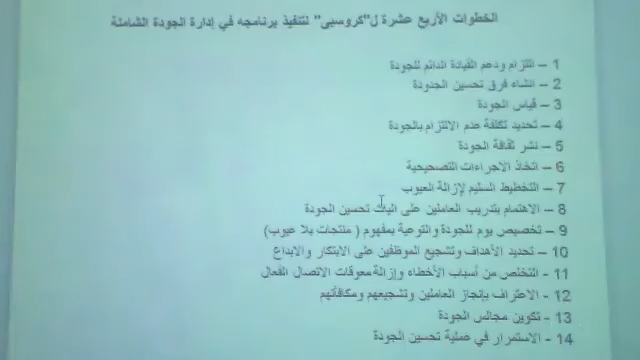 الخطوات الأربع عشرة ل"كروسبى" لتنفيذ برنامجه في إدارة الجودة الشاملة
1 – التزام ودعم القيادة الدائم للجودة
2 – انشاء فرق تحسين الجدودة
3 – قياس الجودة
4 – تحديد تكلفة عدم الالتزام بالجودة
5 – نشر ثقافة الجودة
6 – اتخاذ الاجراءات التصحيحية
7 – التخطيط السليم لإزالة العيوب
8 – الاهتمام بتدريب العاملين على اليات تحسين الجودة
9 – تخصيص يوم للجودة والتوعية بمفهوم ( منتجات بلا عيوب)
10 – تحديد الأهداف وتشجيع الموظفين على الابتكار والابداع
11 - التخلص من أسباب الأخطاء وإزالة معوقات الاتصال الفعال
12 - الاعتراف بإنجاز العاملين وتشجيعهم ومكافأتهم
13 - تكوين مجالس الجودة
14 - الاستمرار في عملية تحسين الجودة